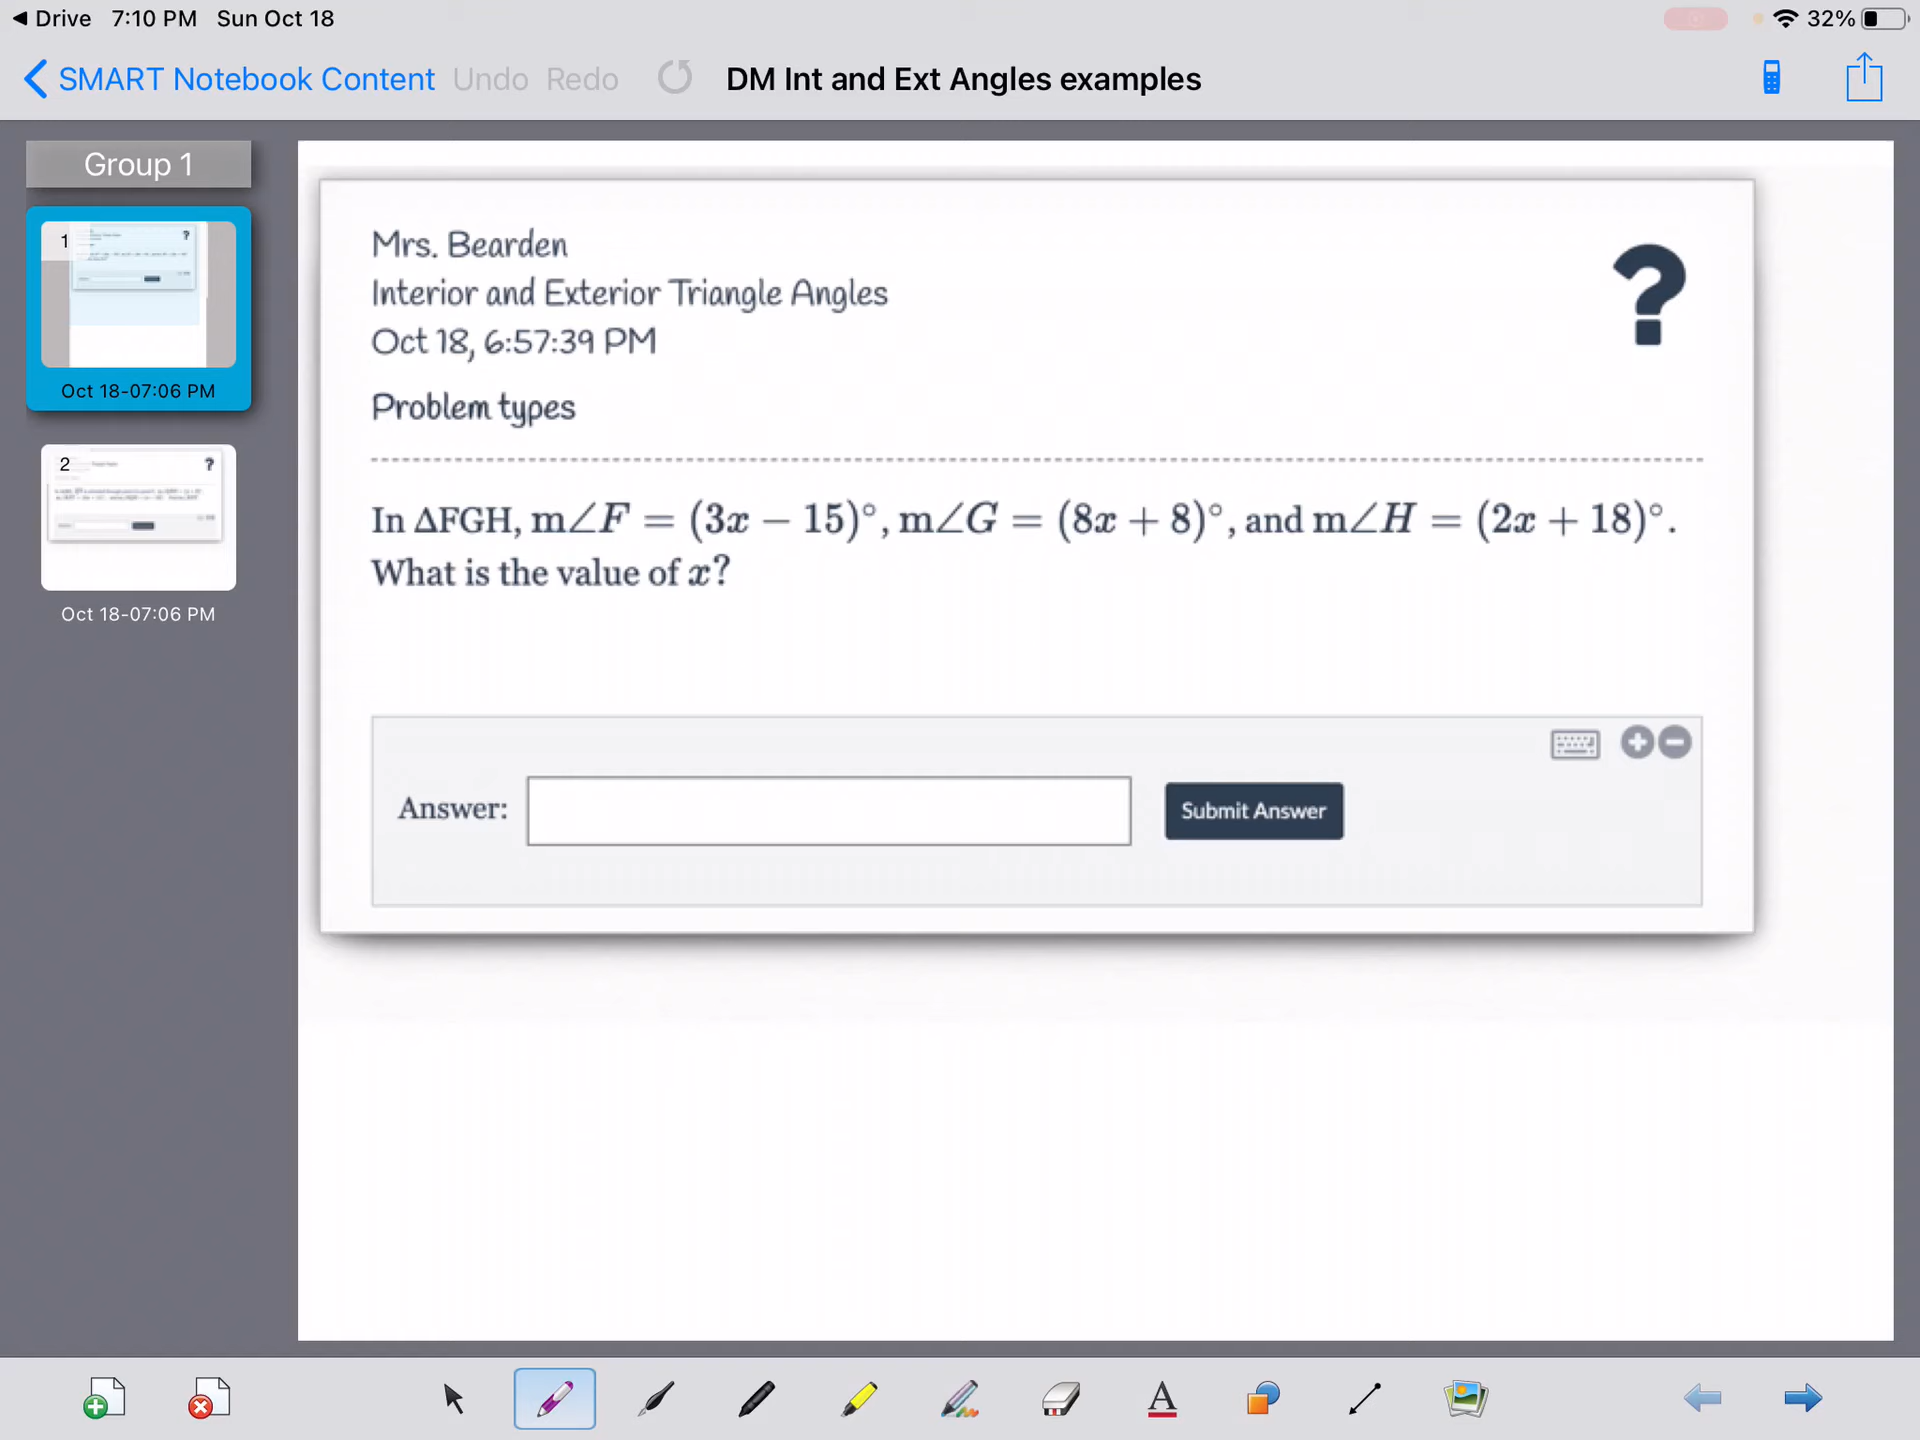 Drive 7:10 PM Sun Oct 18 32%
SMART Notebook Content Undo Redo DM Int and Ext Angles examples
Group 1
1
Oct 18-07:06 PM
2
Oct 18-07:06 PM
Mrs. Bearden
Interior and Exterior Triangle Angles
Oct 18, 6:57:39 PM
?
Problem types
In ΔFGH, m∠F = (3x − 15)°, m∠G = (8x + 8)°, and m∠H = (2x + 18)°.
What is the value of x?
Answer: Submit Answer
A